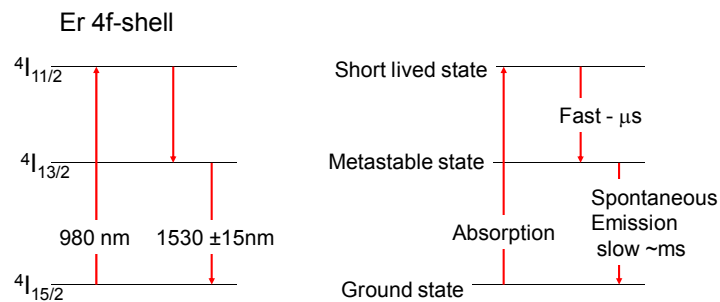 Er 4f-shell
⁴I₁₁/₂
⁴I₁₃/₂
980 nm
1530 ±15nm
⁴I₁₅/₂
Short lived state
Fast - μs
Metastable state
Spontaneous
Emission
slow ~ms
Absorption
Ground state